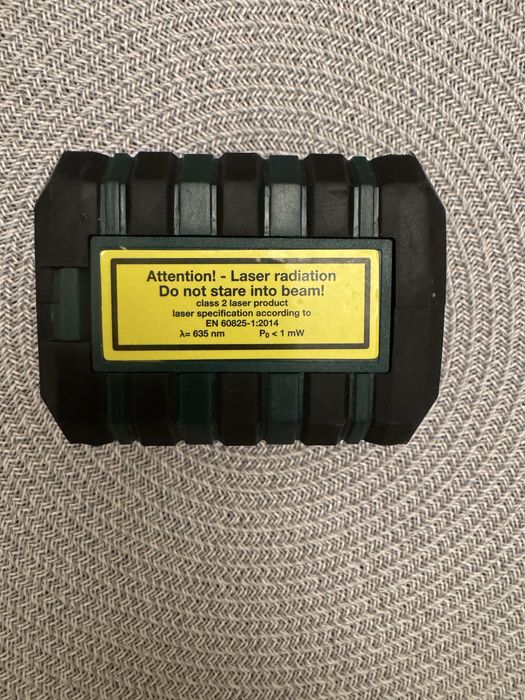 Attention! - Laser radiation
Do not stare into beam!
class 2 laser product
laser specification according to
EN 60825-1:2014
λ= 635 nm P₀ < 1 mW